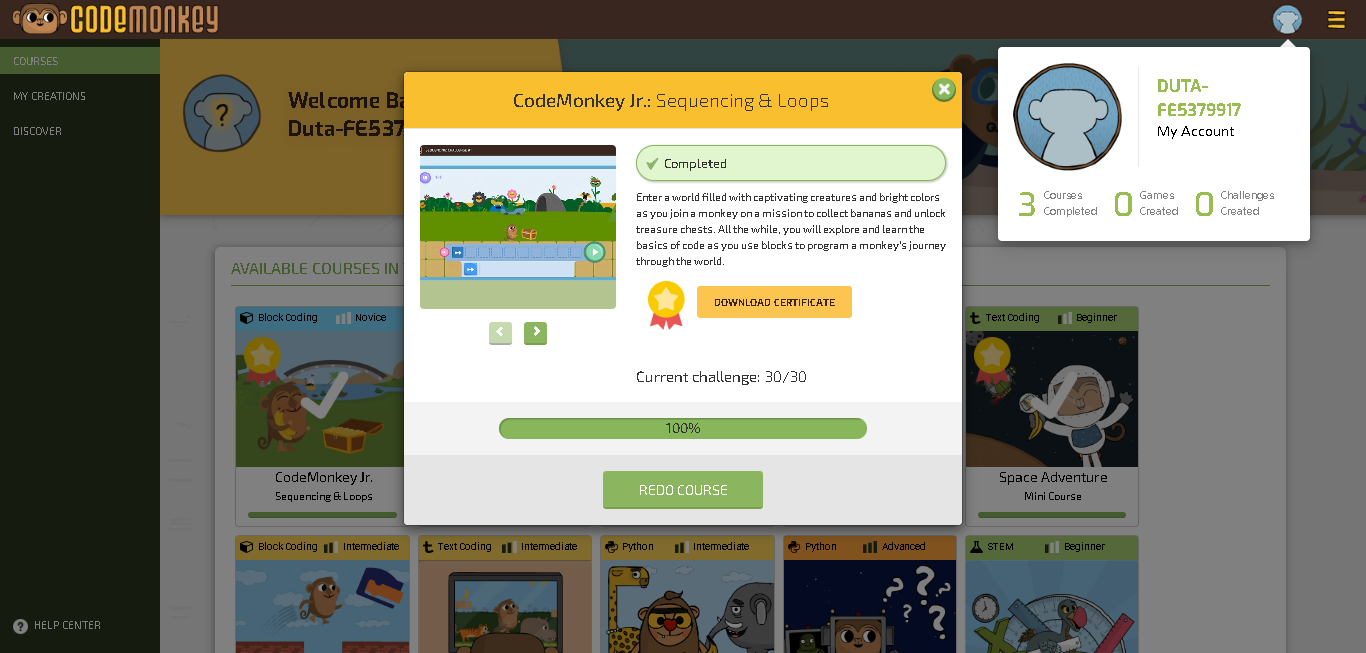 CODEMONKEY
COURSES
MY CREATIONS
DISCOVER
HELP CENTER
?
Welcome Ba
Duta-FE537
DUTA-
FE5379917
My Account
3 Courses Completed
0 Games Created
0 Challenges Created
CodeMonkey Jr.: Sequencing & Loops
Completed
Enter a world filled with captivating creatures and bright colors
as you join a monkey on a mission to collect bananas and unlock
treasure chests. All the while, you will explore and learn the
basics of code as you use blocks to program a monkey's journey
through the world.
DOWNLOAD CERTIFICATE
Current challenge: 30/30
100%
REDO COURSE
AVAILABLE COURSES IN
Block Coding Novice
CodeMonkey Jr.
Sequencing & Loops
Text Coding Beginner
Space Adventure
Mini Course
Block Coding Intermediate
Text Coding Intermediate
Python Intermediate
Python Advanced
STEM Beginner
? ? ? ?